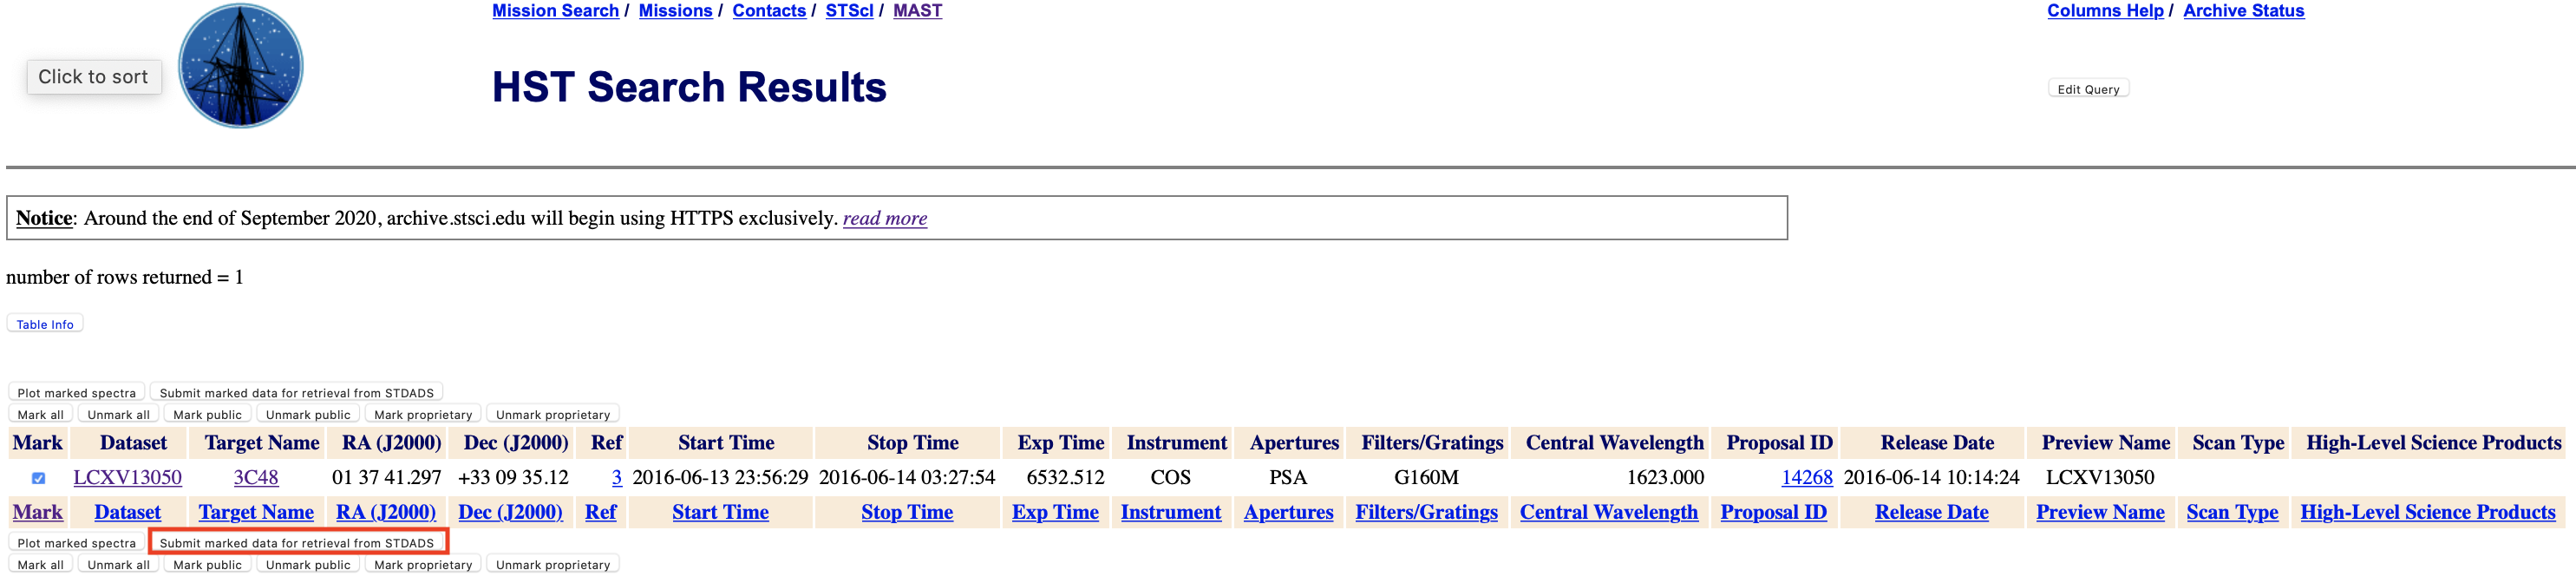 Mission Search / Missions / Contacts / STScI / MAST
Columns Help / Archive Status
Click to sort
HST Search Results
Edit Query
Notice: Around the end of September 2020, archive.stsci.edu will begin using HTTPS exclusively. read more
number of rows returned = 1
Table Info
Plot marked spectra Submit marked data for retrieval from STDADS
Mark all Unmark all Mark public Unmark public Mark proprietary Unmark proprietary
Mark Dataset Target Name RA (J2000) Dec (J2000) Ref Start Time Stop Time Exp Time Instrument Apertures Filters/Gratings Central Wavelength Proposal ID Release Date Preview Name Scan Type High-Level Science Products
LCXV13050 3C48 01 37 41.297 +33 09 35.12 3 2016-06-13 23:56:29 2016-06-14 03:27:54 6532.512 COS PSA G160M 1623.000 14268 2016-06-14 10:14:24 LCXV13050
Mark Dataset Target Name RA (J2000) Dec (J2000) Ref Start Time Stop Time Exp Time Instrument Apertures Filters/Gratings Central Wavelength Proposal ID Release Date Preview Name Scan Type High-Level Science Products
Plot marked spectra Submit marked data for retrieval from STDADS
Mark all Unmark all Mark public Unmark public Mark proprietary Unmark proprietary